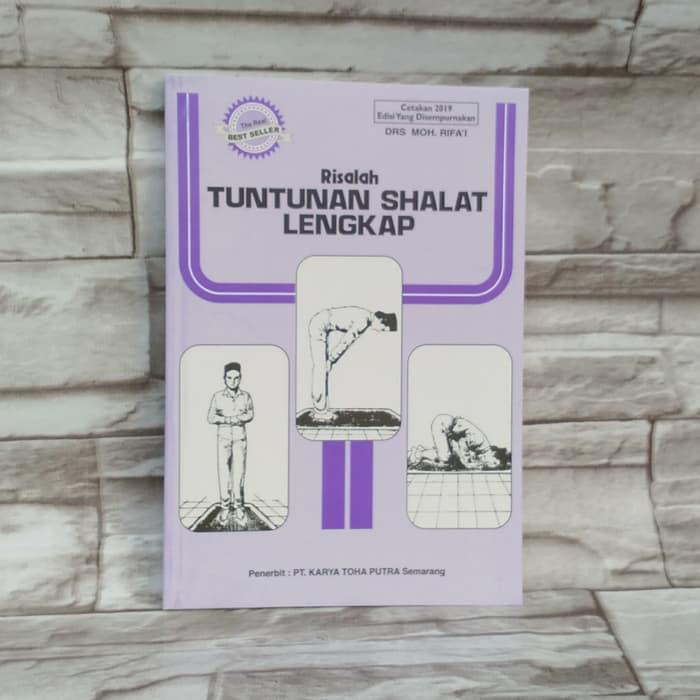 The Real
BEST SELLER
Cetakan 2019
Edisi Yang Disempurnakan
DRS MOH. RIFA'I
Risalah
TUNTUNAN SHALAT
LENGKAP
Penerbit : PT. KARYA TOHA PUTRA Semarang